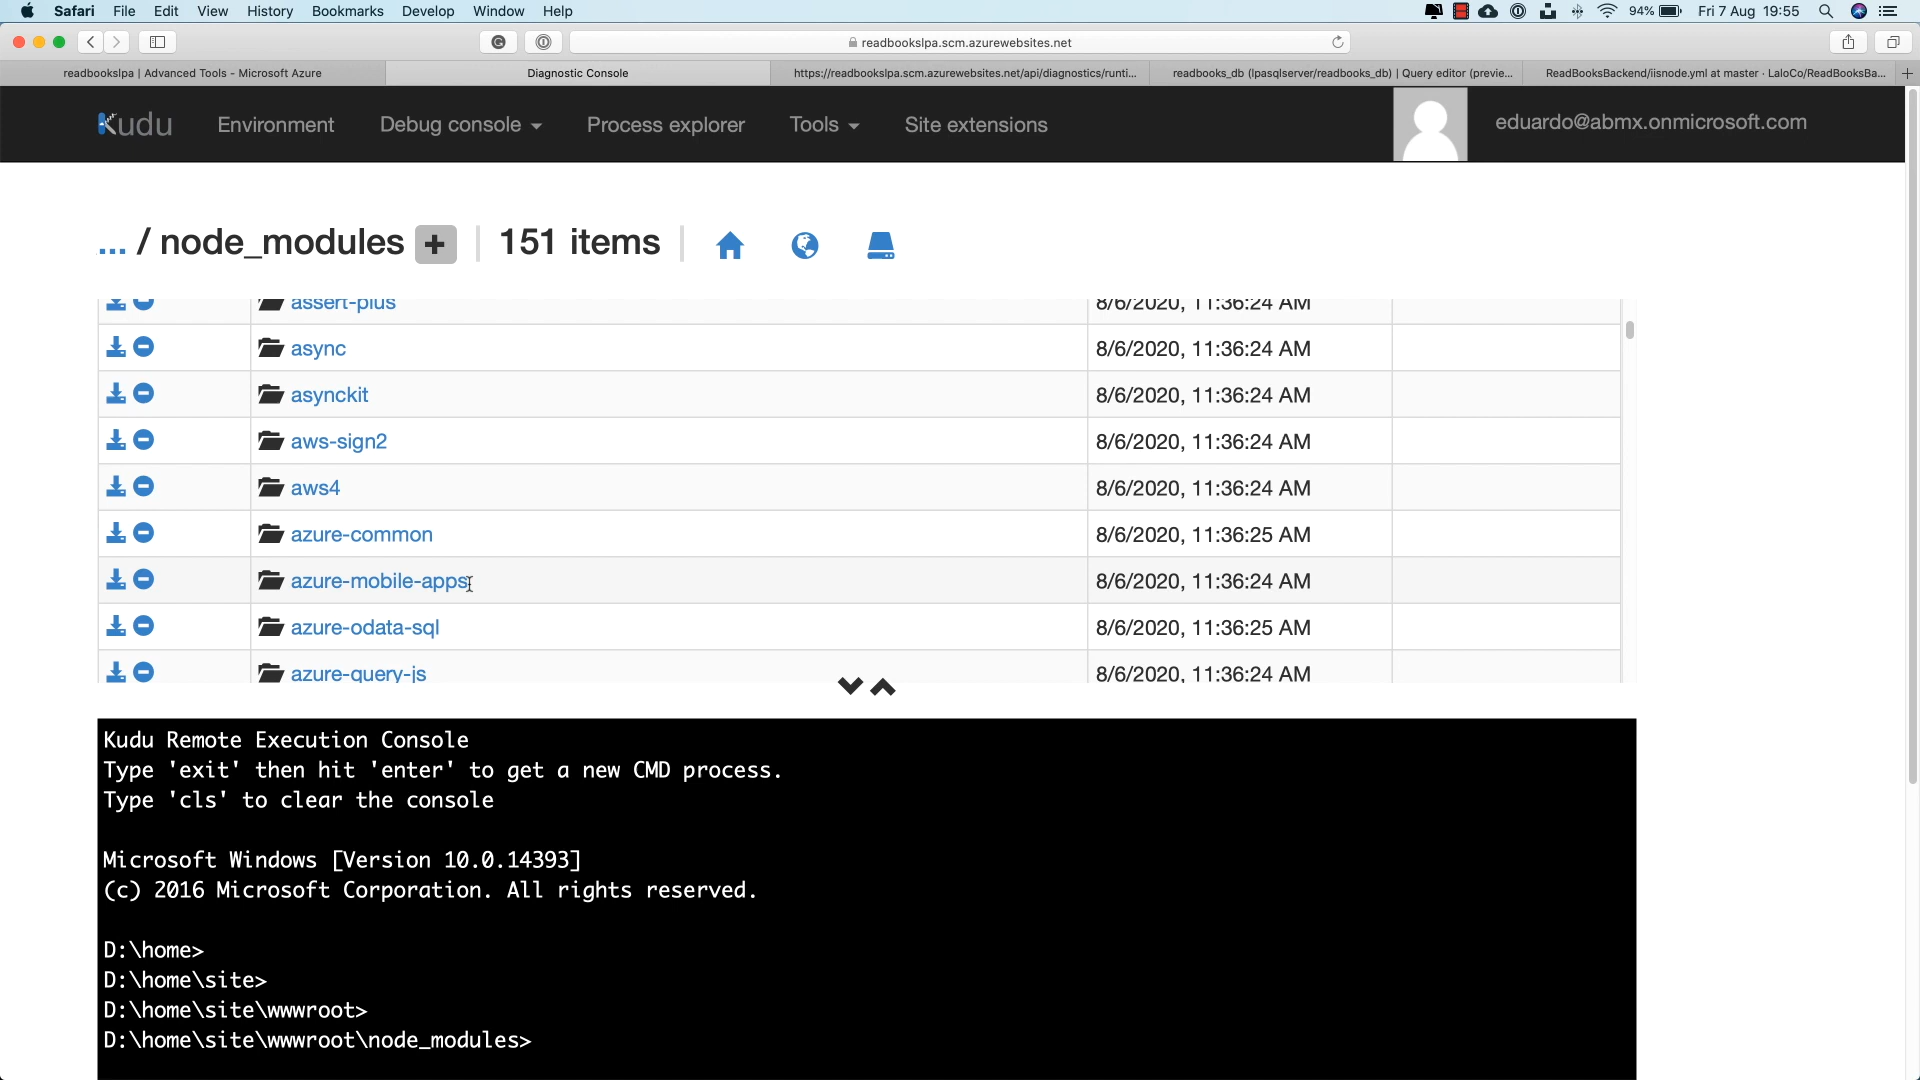 Safari File Edit View History Bookmarks Develop Window Help 94% Fri 7 Aug 19:55
readbookslpa.scm.azurewebsites.net
readbookslpa | Advanced Tools - Microsoft Azure
Diagnostic Console
https://readbookslpa.scm.azurewebsites.net/api/diagnostics/runti...
readbooks_db (lpasqlserver/readbooks_db) | Query editor (previe...
ReadBooksBackend/iisnode.yml at master · LaloCo/ReadBooksBa...
Kudu Environment Debug console Process explorer Tools Site extensions eduardo@abmx.onmicrosoft.com
... / node_modules + 151 items
assert-plus 8/6/2020, 11:36:24 AM
async 8/6/2020, 11:36:24 AM
asynckit 8/6/2020, 11:36:24 AM
aws-sign2 8/6/2020, 11:36:24 AM
aws4 8/6/2020, 11:36:24 AM
azure-common 8/6/2020, 11:36:25 AM
azure-mobile-apps 8/6/2020, 11:36:24 AM
azure-odata-sql 8/6/2020, 11:36:25 AM
azure-query-js 8/6/2020, 11:36:24 AM
Kudu Remote Execution Console
Type 'exit' then hit 'enter' to get a new CMD process.
Type 'cls' to clear the console
Microsoft Windows [Version 10.0.14393]
(c) 2016 Microsoft Corporation. All rights reserved.
D:\home>
D:\home\site>
D:\home\site\wwwroot>
D:\home\site\wwwroot\node_modules>